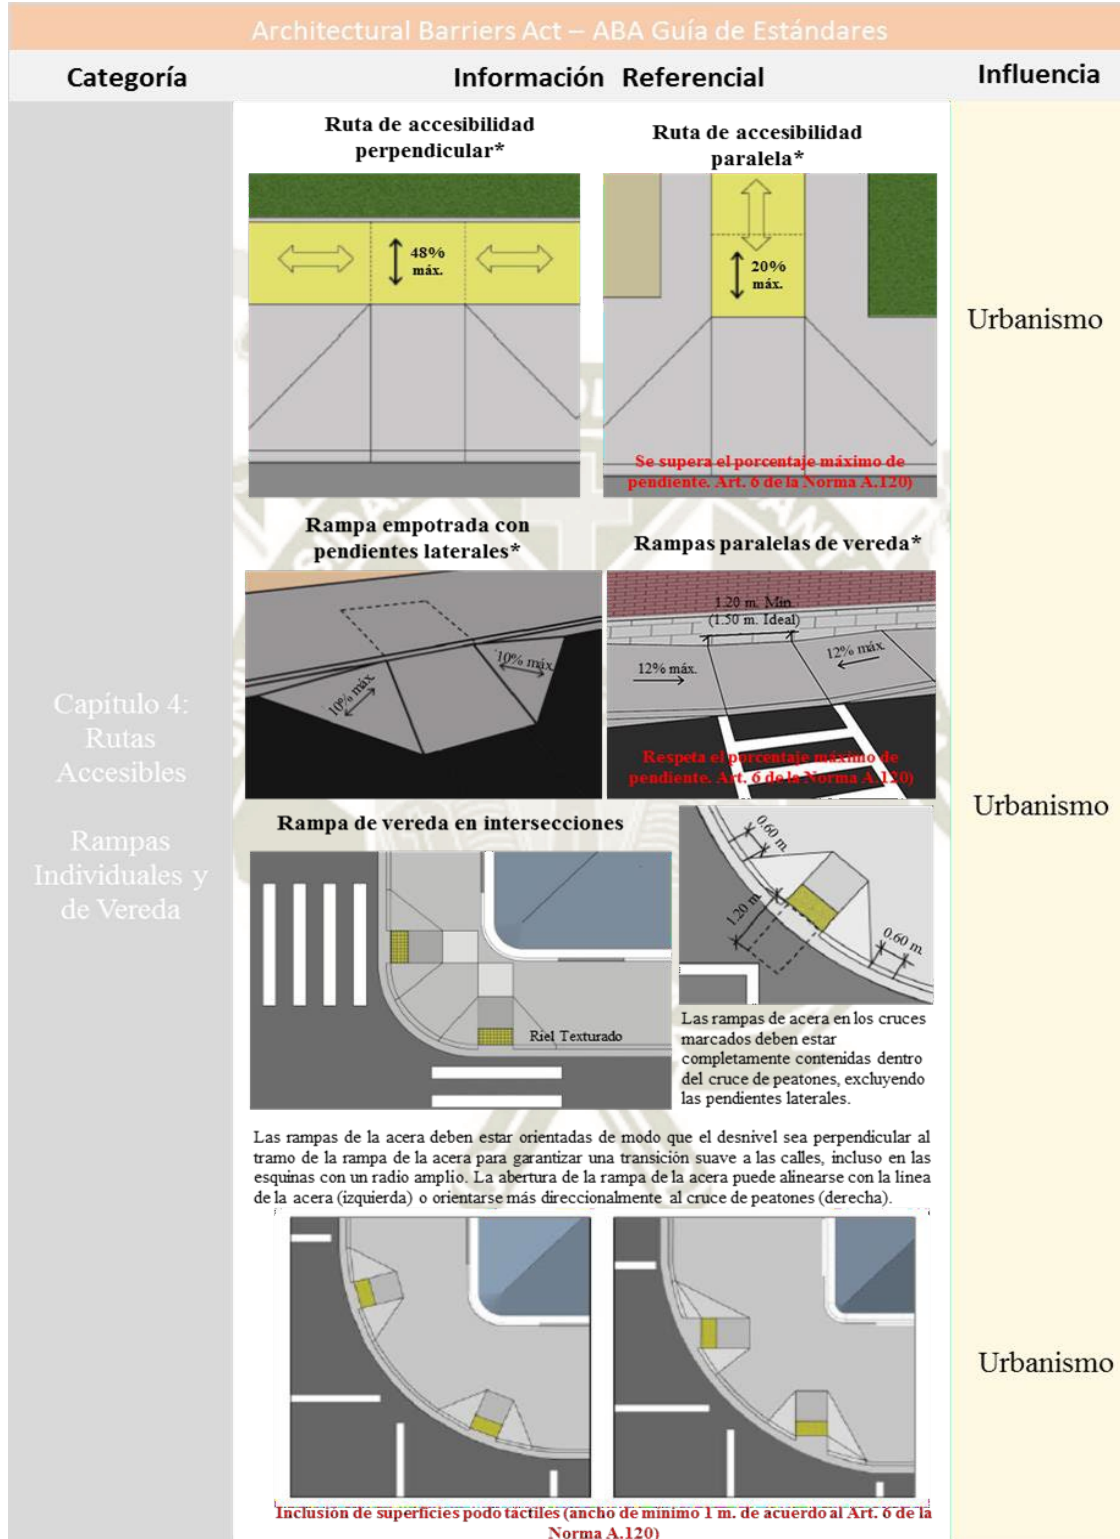 Architectural Barriers Act – ABA Guía de Estándares
Categoría
Información Referencial
Influencia
Capítulo 4:
Rutas
Accesibles
Rampas
Individuales y
de Vereda
Ruta de accesibilidad
perpendicular*
48%
máx.
Ruta de accesibilidad
paralela*
20%
máx.
Se supera el porcentaje máximo de
pendiente. Art. 6 de la Norma A.120)
Urbanismo
Rampa empotrada con
pendientes laterales*
10% máx.
10% máx.
Rampas paralelas de vereda*
1.20 m. Min.
(1.50 m. Ideal)
12% máx.
12% máx.
Respeta el porcentaje máximo de
pendiente. Art. 6 de la Norma A.120)
Urbanismo
Rampa de vereda en intersecciones
Riel Texturado
0.60 m.
1.20 m.
0.60 m.
Las rampas de acera en los cruces
marcados deben estar
completamente contenidas dentro
del cruce de peatones, excluyendo
las pendientes laterales.
Las rampas de la acera deben estar orientadas de modo que el desnivel sea perpendicular al
tramo de la rampa de la acera para garantizar una transición suave a las calles, incluso en las
esquinas con un radio amplio. La abertura de la rampa de la acera puede alinearse con la línea
de la acera (izquierda) o orientarse más direccionalmente al cruce de peatones (derecha).
Urbanismo
Inclusión de superficies podo táctiles (ancho de mínimo 1 m. de acuerdo al Art. 6 de la
Norma A.120)